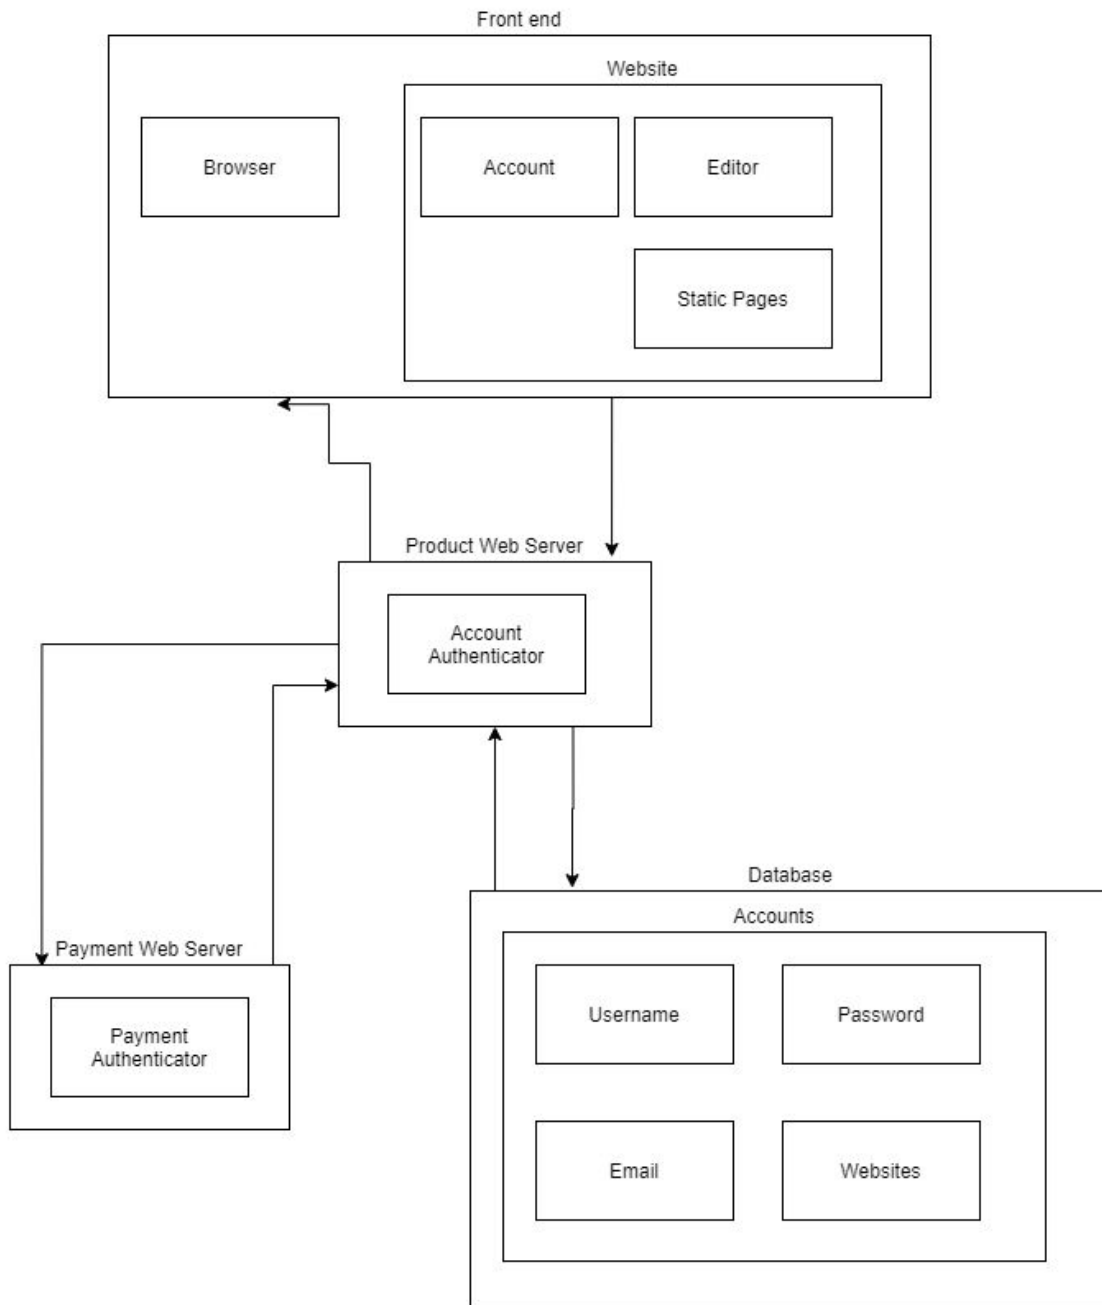 Front end
Website
Browser
Account
Editor
Static Pages
Product Web Server
Account
Authenticator
Database
Accounts
Payment Web Server
Payment
Authenticator
Username
Password
Email
Websites